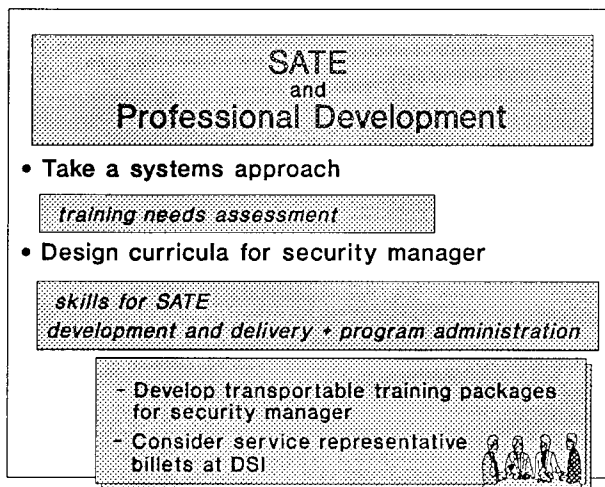 SATE
and
Professional Development
• Take a systems approach
training needs assessment
• Design curricula for security manager
skills for SATE
development and delivery + program administration
- Develop transportable training packages
for security manager
- Consider service representative
billets at DSI